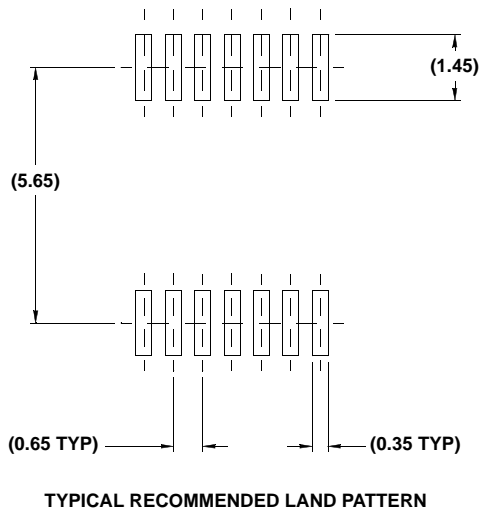 (1.45)
(5.65)
(0.65 TYP)
(0.35 TYP)
TYPICAL RECOMMENDED LAND PATTERN